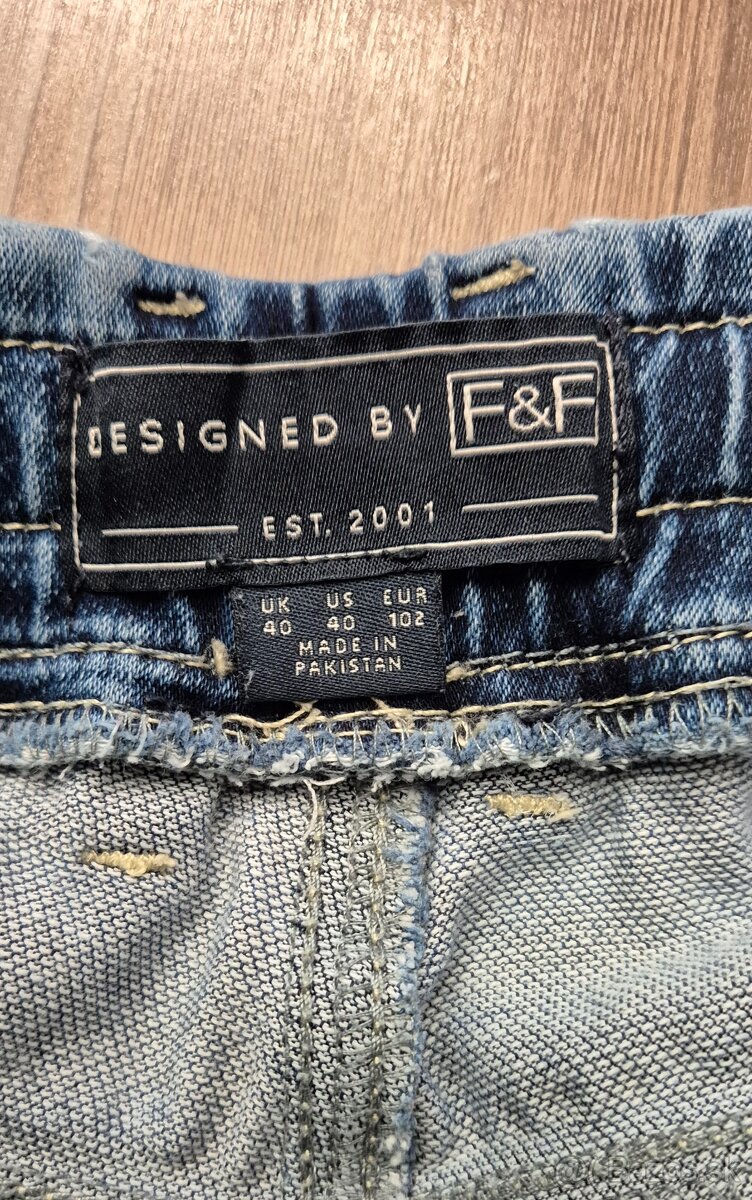 DESIGNED BY F&F
EST. 2001
UK US EUR
40 40 102
MADE IN
PAKISTAN